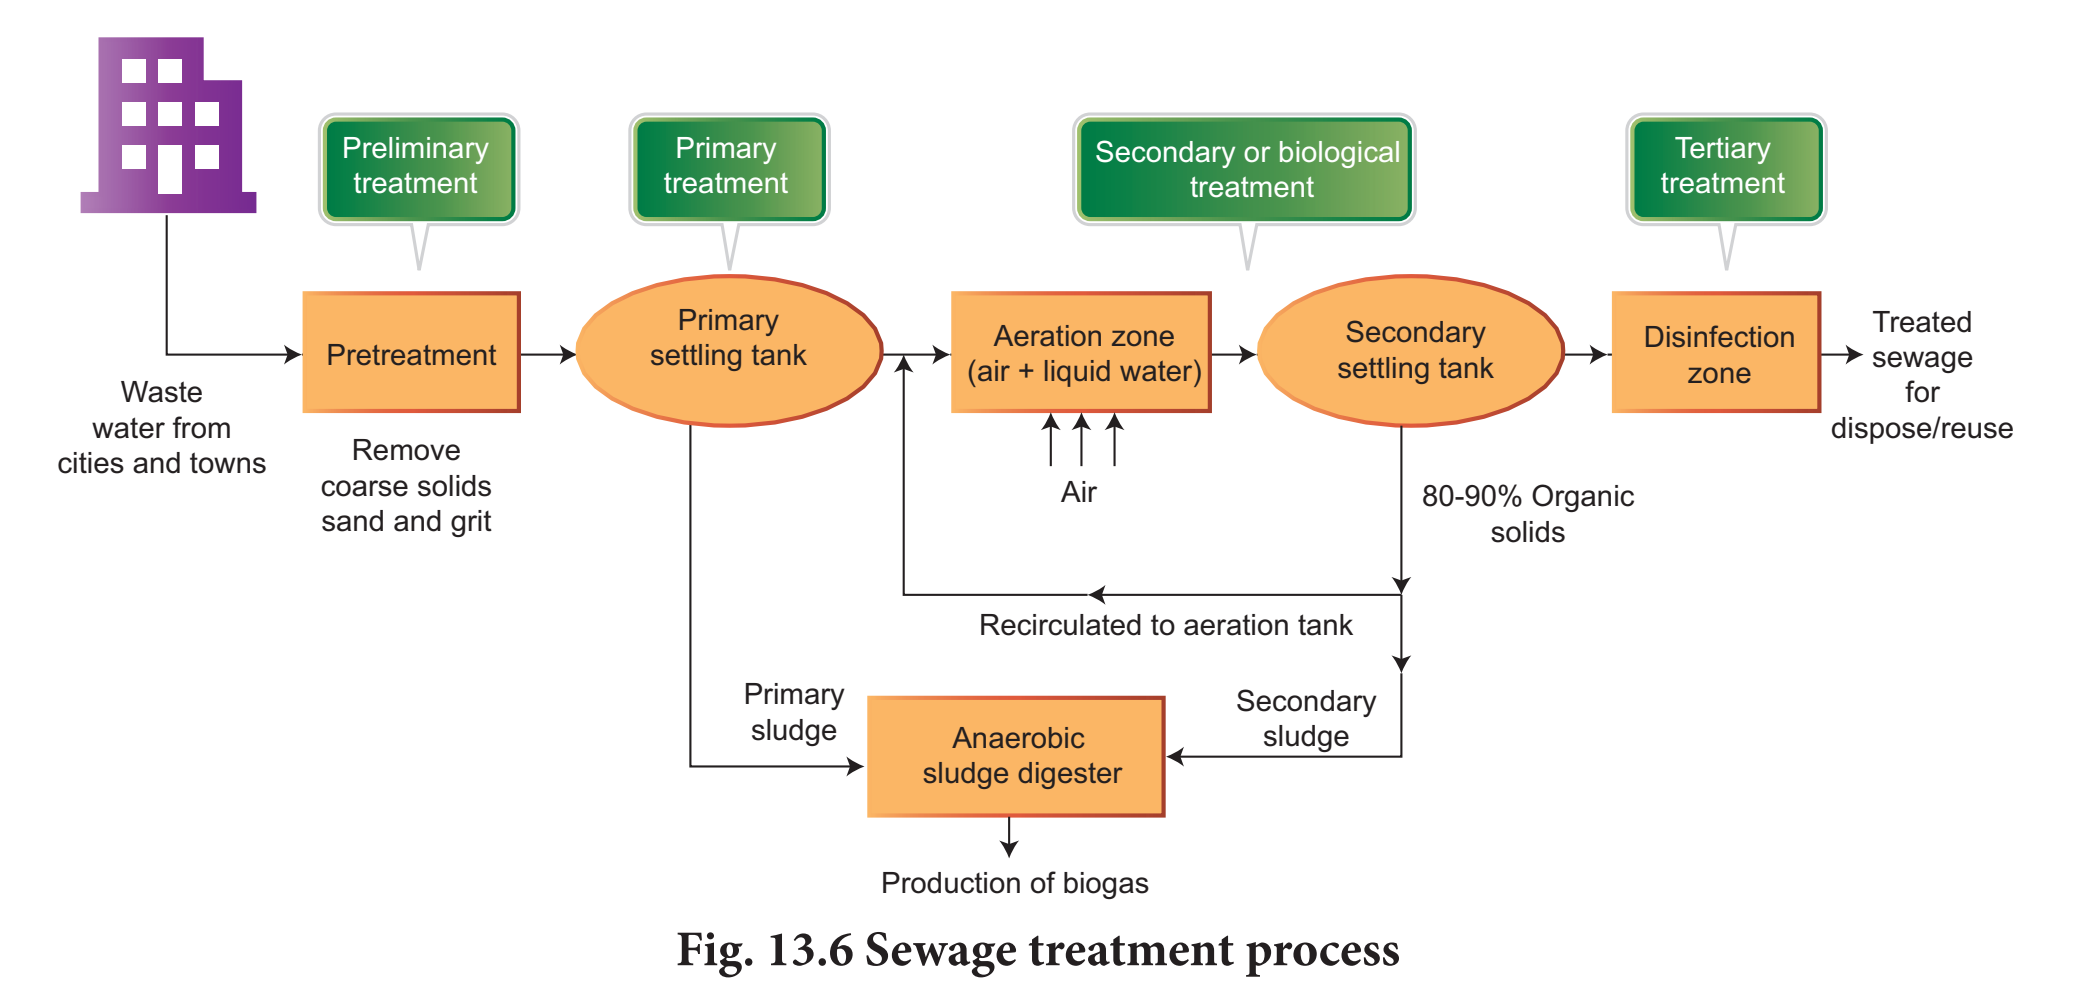 Preliminary
treatment
Primary
treatment
Secondary or biological
treatment
Tertiary
treatment
Waste
water from
cities and towns
Pretreatment
Remove
coarse solids
sand and grit
Primary
settling tank
Aeration zone
(air + liquid water)
Air
Secondary
settling tank
Disinfection
zone
Treated
sewage
for
dispose/reuse
80-90% Organic
solids
Recirculated to aeration tank
Primary
sludge
Anaerobic
sludge digester
Secondary
sludge
Production of biogas
Fig. 13.6 Sewage treatment process